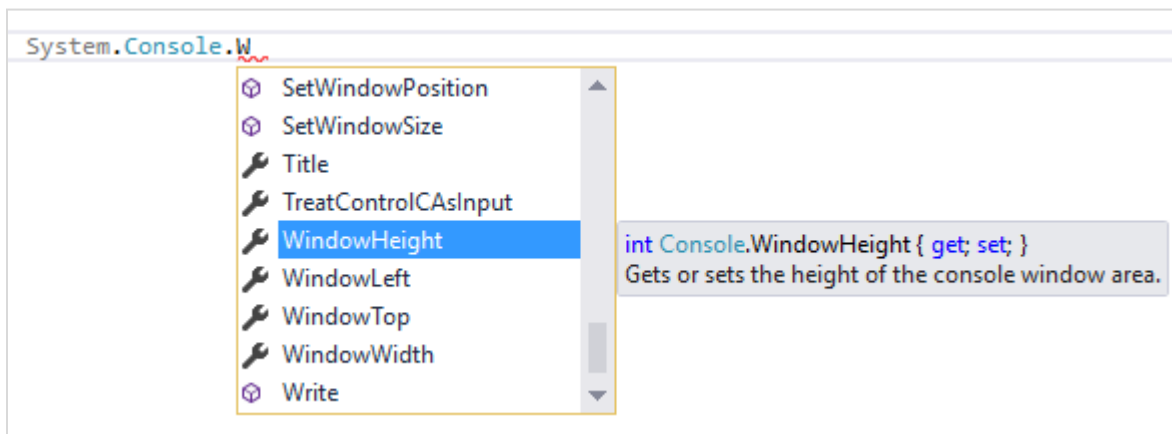 System.Console.W
SetWindowPosition
SetWindowSize
Title
TreatControlCAsInput
WindowHeight
int Console.WindowHeight { get; set; }
Gets or sets the height of the console window area.
WindowLeft
WindowTop
WindowWidth
Write